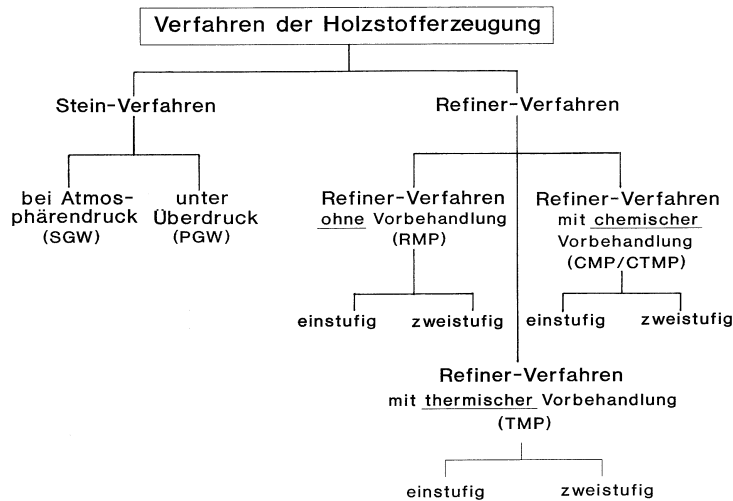 Verfahren der Holzstofferzeugung
Stein-Verfahren
Refiner-Verfahren
bei Atmos-
phärendruck
(SGW)
unter
Überdruck
(PGW)
Refiner-Verfahren
ohne Vorbehandlung
(RMP)
Refiner-Verfahren
mit chemischer
Vorbehandlung
(CMP/CTMP)
einstufig
zweistufig
einstufig
zweistufig
Refiner-Verfahren
mit thermischer Vorbehandlung
(TMP)
einstufig
zweistufig